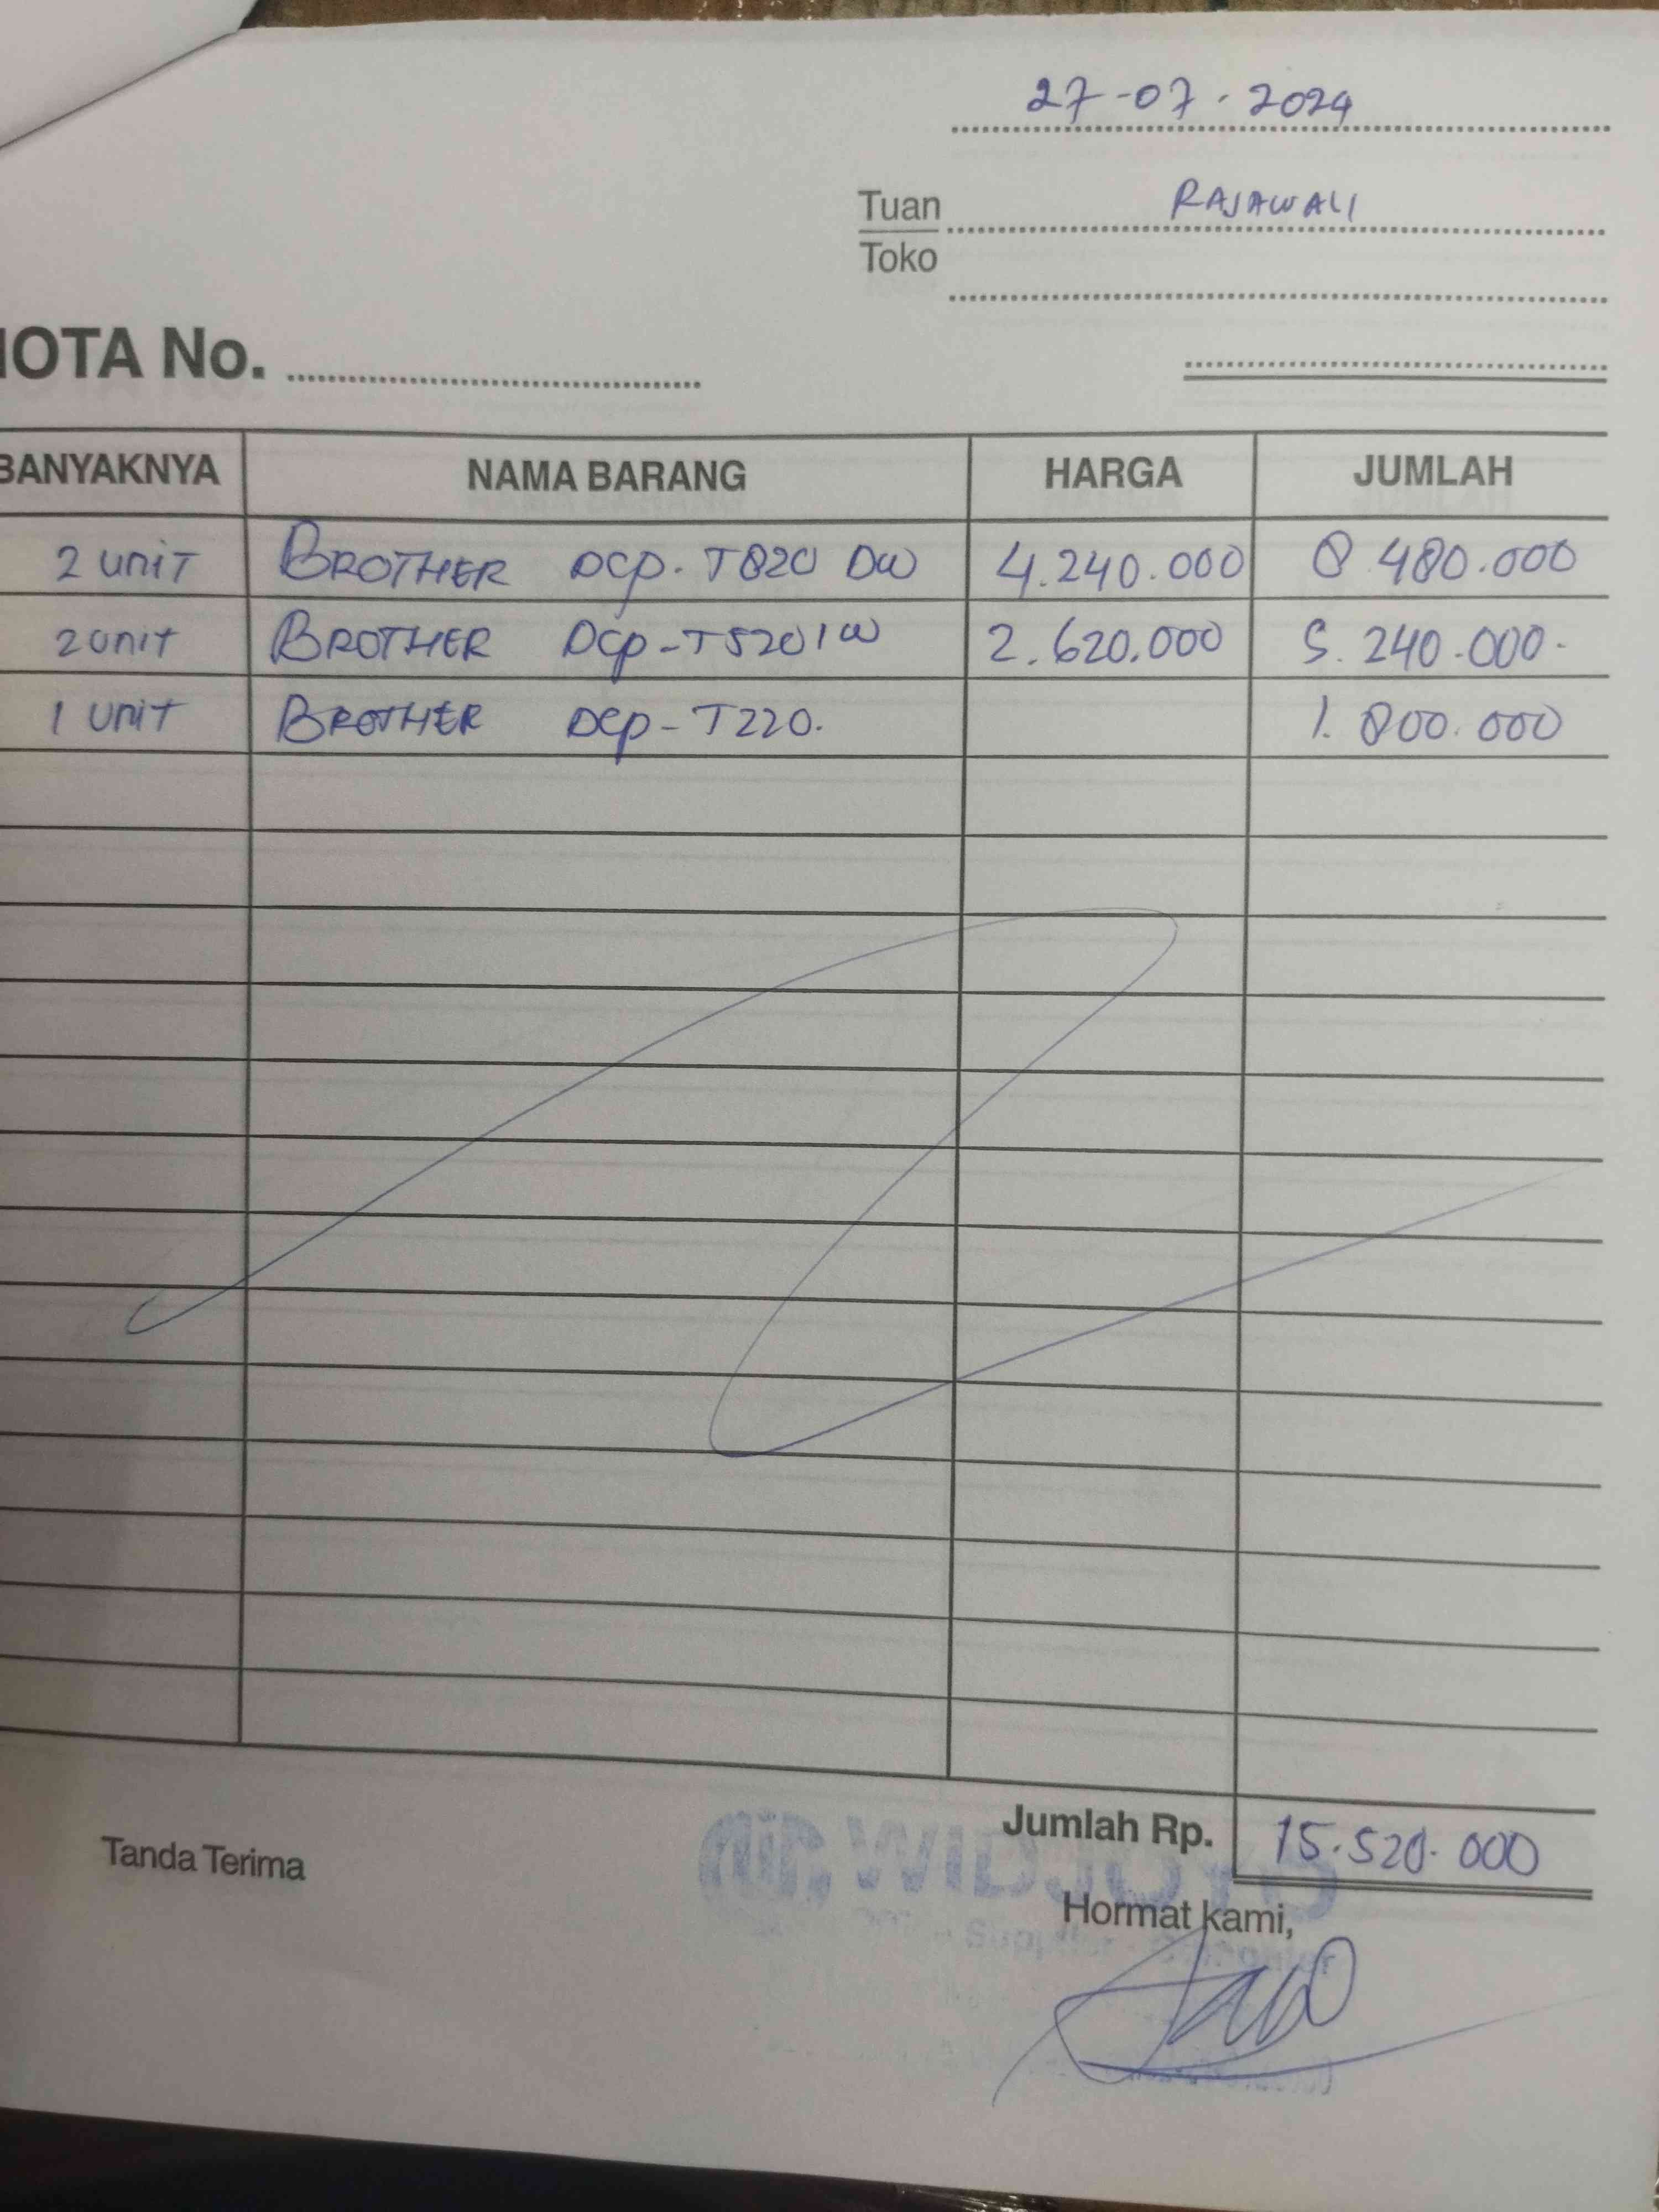 27-07-2024
Tuan RAJAWALI
Toko
IOTA No.
BANYAKNYA NAMA BARANG HARGA JUMLAH
2 UNIT BROTHER DCP-T820 DW 4.240.000 8.480.000
2 UNIT BROTHER DCP-T5201W 2.620.000 5.240.000.
1 UNIT BROTHER DCP-T220. 1.800.000
Jumlah Rp. 15.520.000
Tanda Terima
Hormat kami,